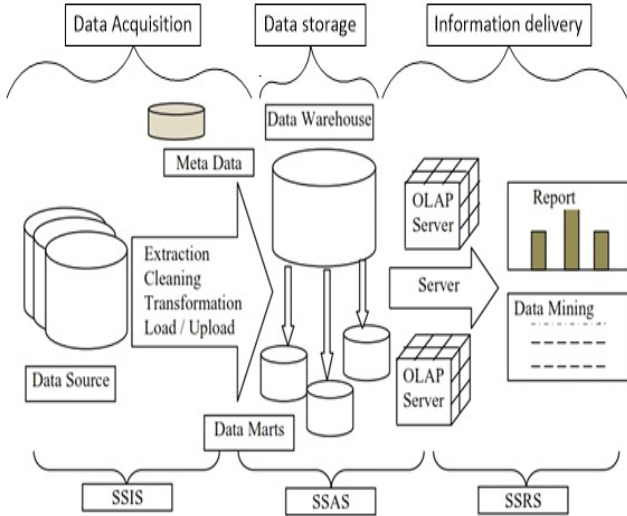 Data Acquisition
Data storage
Information delivery
Data Warehouse
Meta Data
OLAP
Server
Report
Extraction
Cleaning
Transformation
Load / Upload
Server
Data Mining
Data Source
OLAP
Server
Data Marts
SSIS
SSAS
SSRS